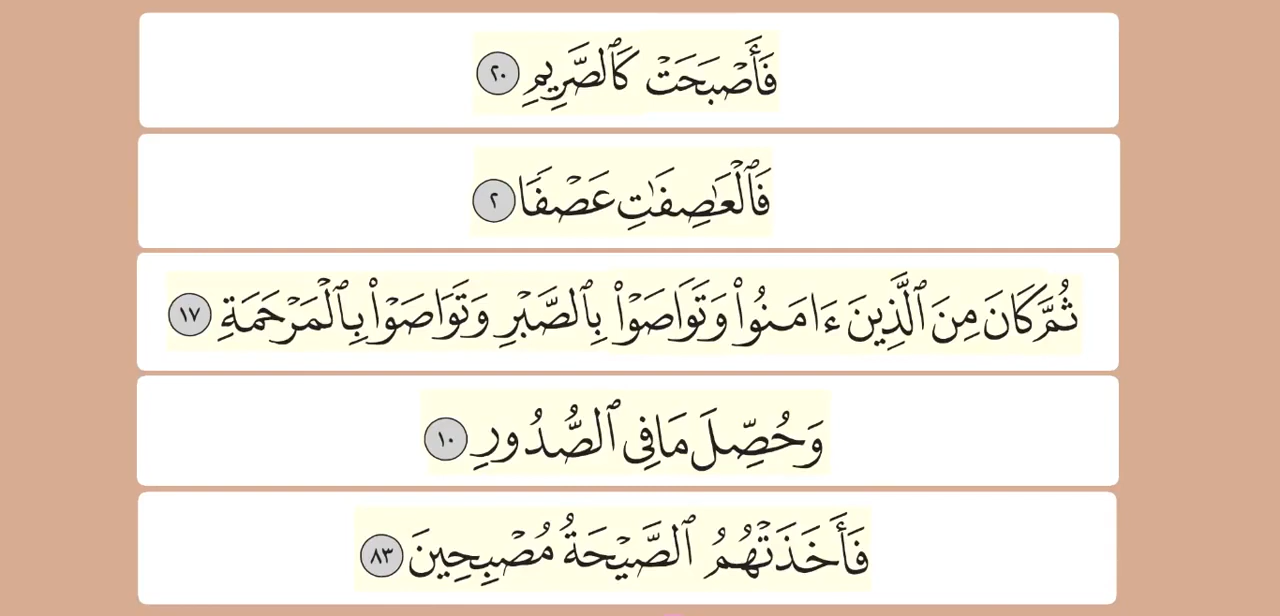 فَأَصْبَحَتْ كَٱلصَّرِيمِ ٢٠
فَٱلْعَٰصِفَٰتِ عَصْفًا ٢
ثُمَّ كَانَ مِنَ ٱلَّذِينَ ءَامَنُوا۟ وَتَوَاصَوْا۟ بِٱلصَّبْرِ وَتَوَاصَوْا۟ بِٱلْمَرْحَمَةِ ١٧
وَحُصِّلَ مَا فِى ٱلصُّدُورِ ١٠
فَأَخَذَتْهُمُ ٱلصَّيْحَةُ مُصْبِحِينَ ٨٣